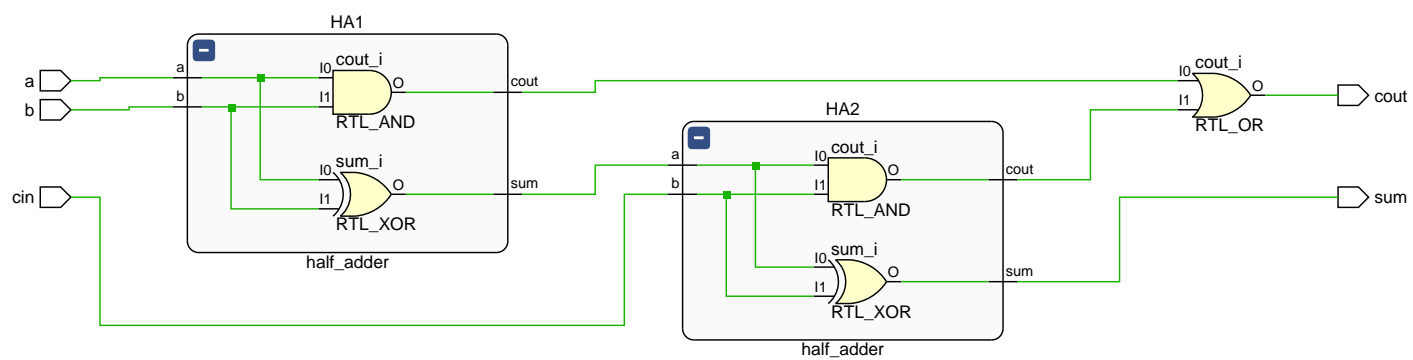 HA1
a
b
cin
a
b
cout_i
I0
I1
O
RTL_AND
sum_i
I0
I1
O
RTL_XOR
cout
sum
half_adder
HA2
a
b
cout_i
I0
I1
O
RTL_AND
sum_i
I0
I1
O
RTL_XOR
cout
sum
half_adder
cout_i
I0
I1
O
RTL_OR
cout
sum